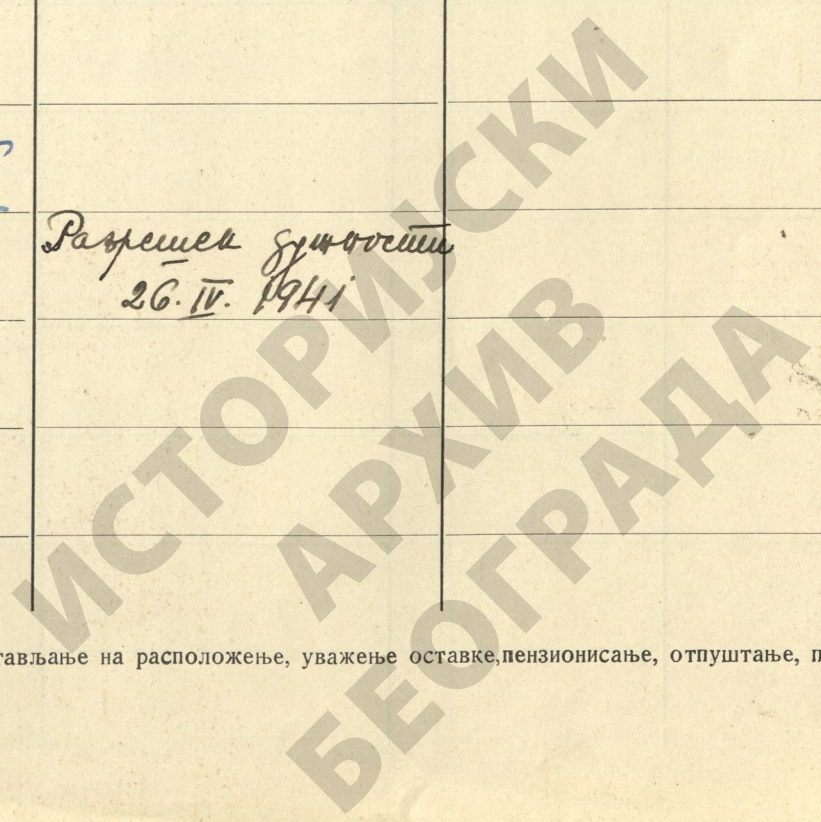 Разрешен дужности
26. IV. 1941
тављање на расположење, уважење оставке,пензионисање, отпуштање, п
ИСТОРИЈСКИ
АРХИВ
БЕОГРАДА